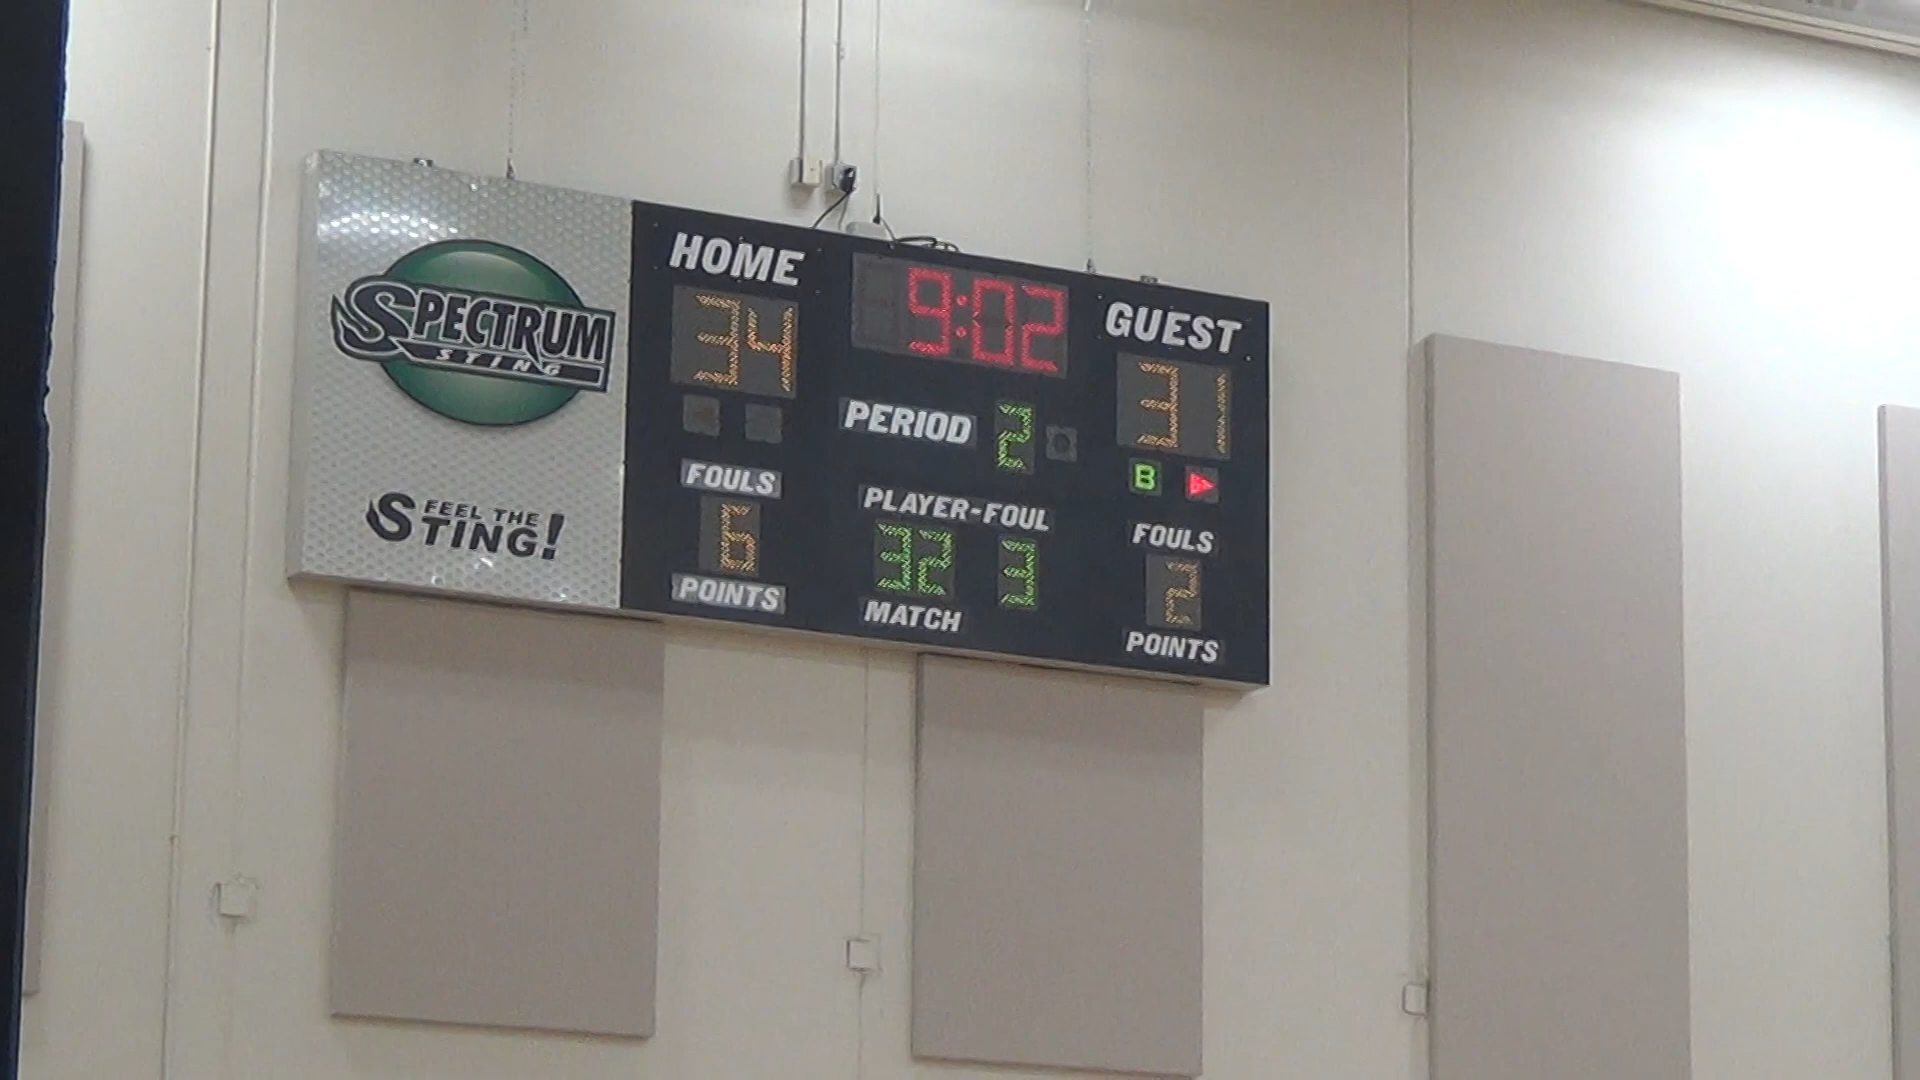 SPECTRUM
STING
FEEL THE
STING!
HOME
34
9:02
GUEST
31
PERIOD 2
B
FOULS
6
POINTS
PLAYER-FOUL
32 3
MATCH
FOULS
2
POINTS